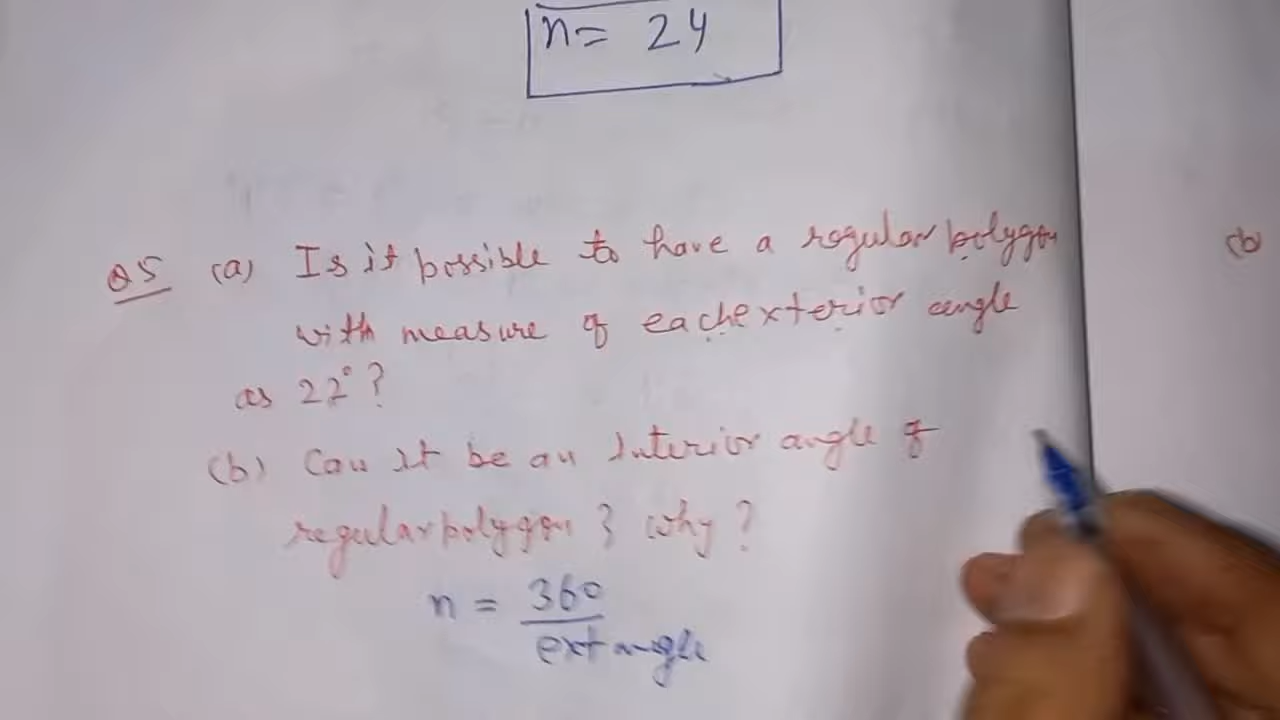 n = 24
Q5 (a) Is it possible to have a regular polygon
with measure of each exterior angle
as 22°?
(b) Can it be an Interior angle of
regular polygon ? Why ?
n = 360
ext angle
(b)